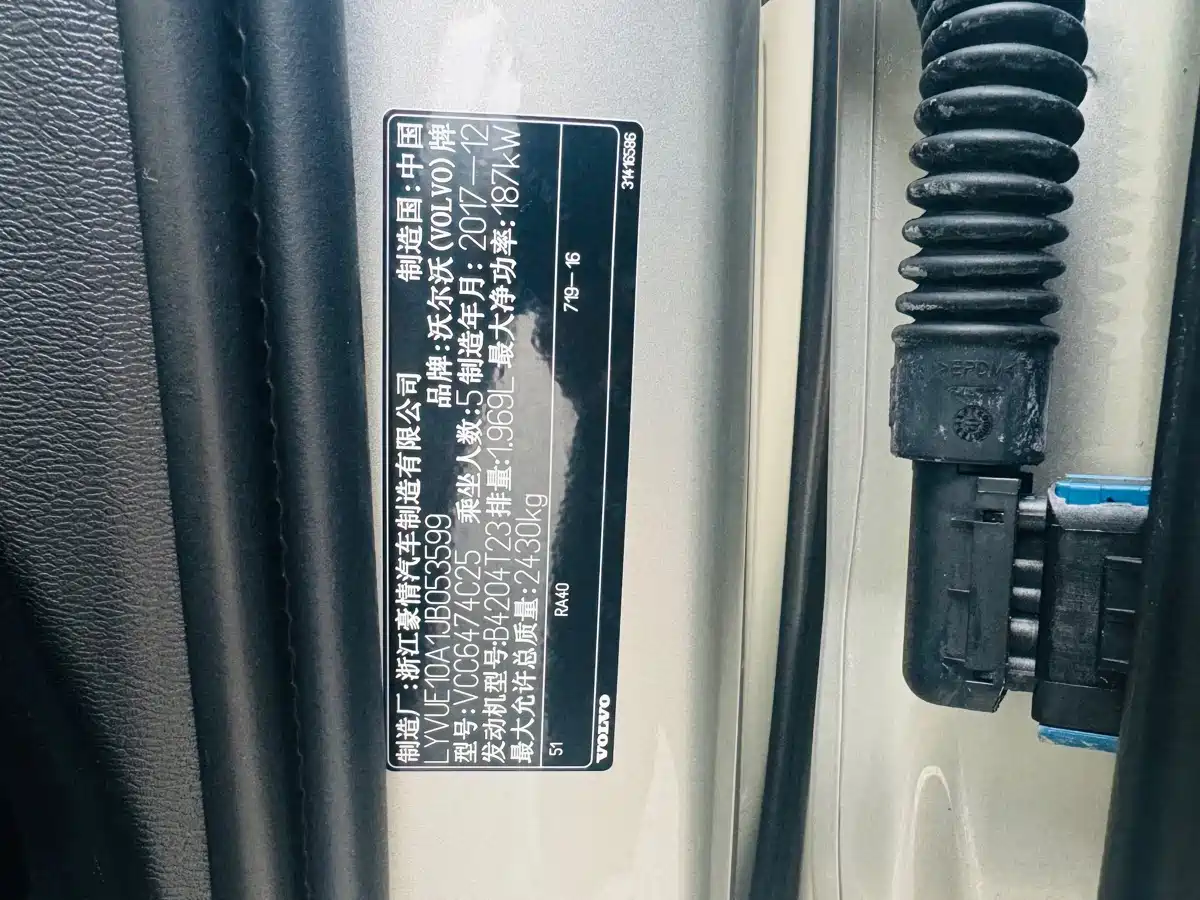 制造厂:浙江豪情汽车制造有限公司 制造国:中国
LYVUE10A1JB053599 品牌:沃尔沃(VOLVO)牌
型号:VCC6474C25 乘坐人数:5 制造年月:2017—12
发动机型号:B4204T23 排量:1.969L 最大净功率:187kW
最大允许总质量:2430kg
51 RA40 719-16
VOLVO 31416586
>EPDM<